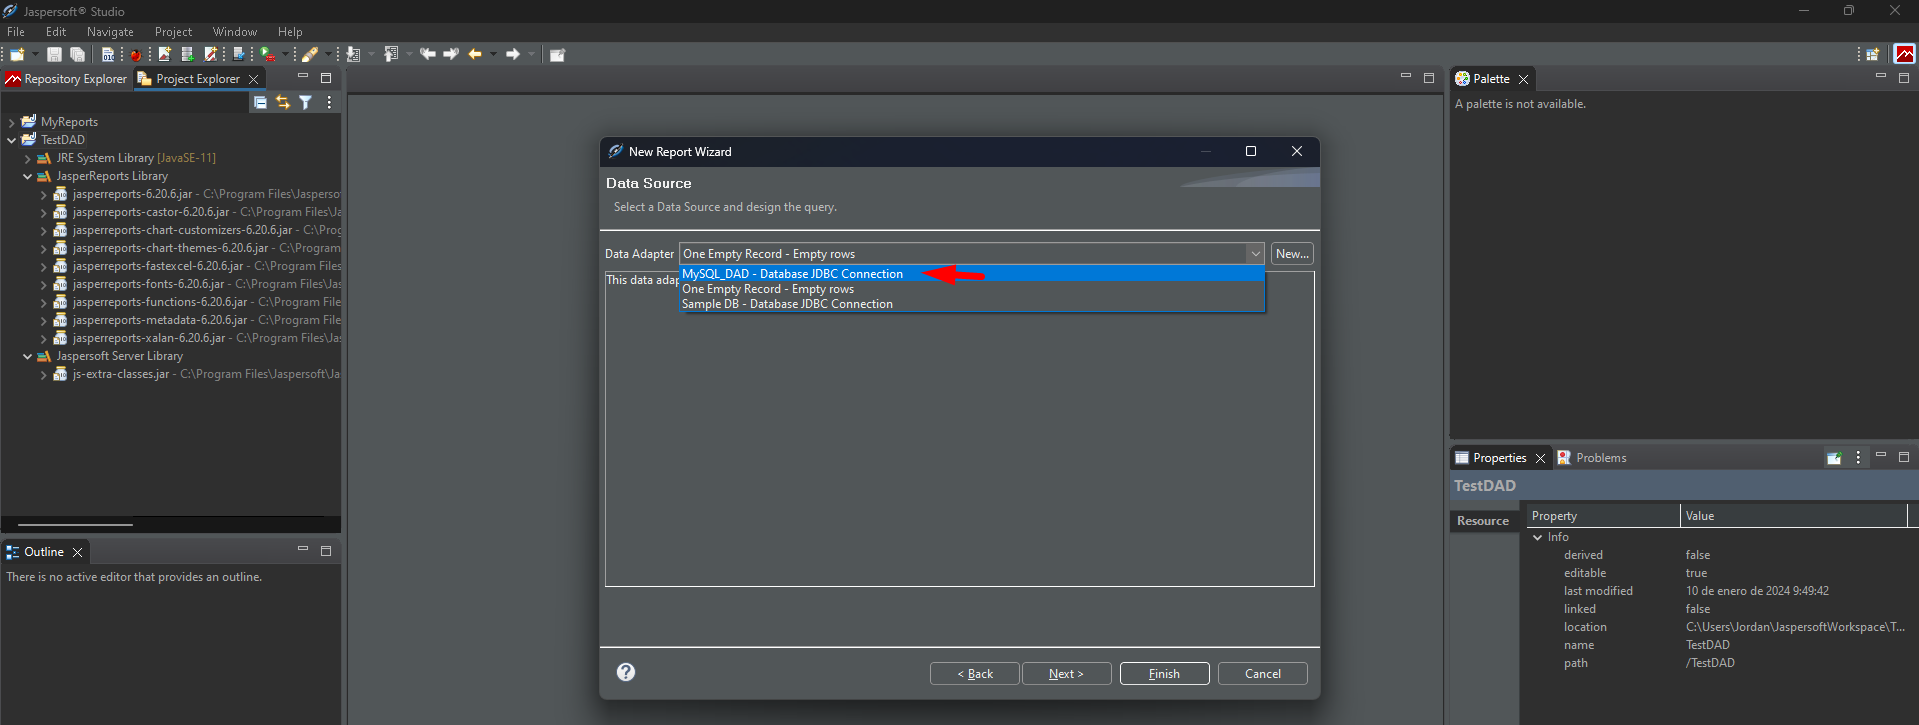 Jaspersoft® Studio
File Edit Navigate Project Window Help
Repository Explorer
Project Explorer
MyReports
TestDAD
JRE System Library [JavaSE-11]
JasperReports Library
jasperreports-6.20.6.jar - C:\Program Files\Jaspersof
jasperreports-castor-6.20.6.jar - C:\Program Files\Ja
jasperreports-chart-customizers-6.20.6.jar - C:\Prog
jasperreports-chart-themes-6.20.6.jar - C:\Program
jasperreports-fastexcel-6.20.6.jar - C:\Program Files
jasperreports-fonts-6.20.6.jar - C:\Program Files\Jas
jasperreports-functions-6.20.6.jar - C:\Program Files
jasperreports-metadata-6.20.6.jar - C:\Program File
jasperreports-xalan-6.20.6.jar - C:\Program Files\Jas
Jaspersoft Server Library
js-extra-classes.jar - C:\Program Files\Jaspersoft\Ja
Outline
There is no active editor that provides an outline.
New Report Wizard
Data Source
Select a Data Source and design the query.
Data Adapter
One Empty Record - Empty rows
New...
MySQL_DAD - Database JDBC Connection
One Empty Record - Empty rows
Sample DB - Database JDBC Connection
This data adap
< Back
Next >
Finish
Cancel
Palette
A palette is not available.
Properties
Problems
TestDAD
Resource
Property Value
Info
derived false
editable true
last modified 10 de enero de 2024 9:49:42
linked false
location C:\Users\Jordan\JaspersoftWorkspace\T...
name TestDAD
path /TestDAD